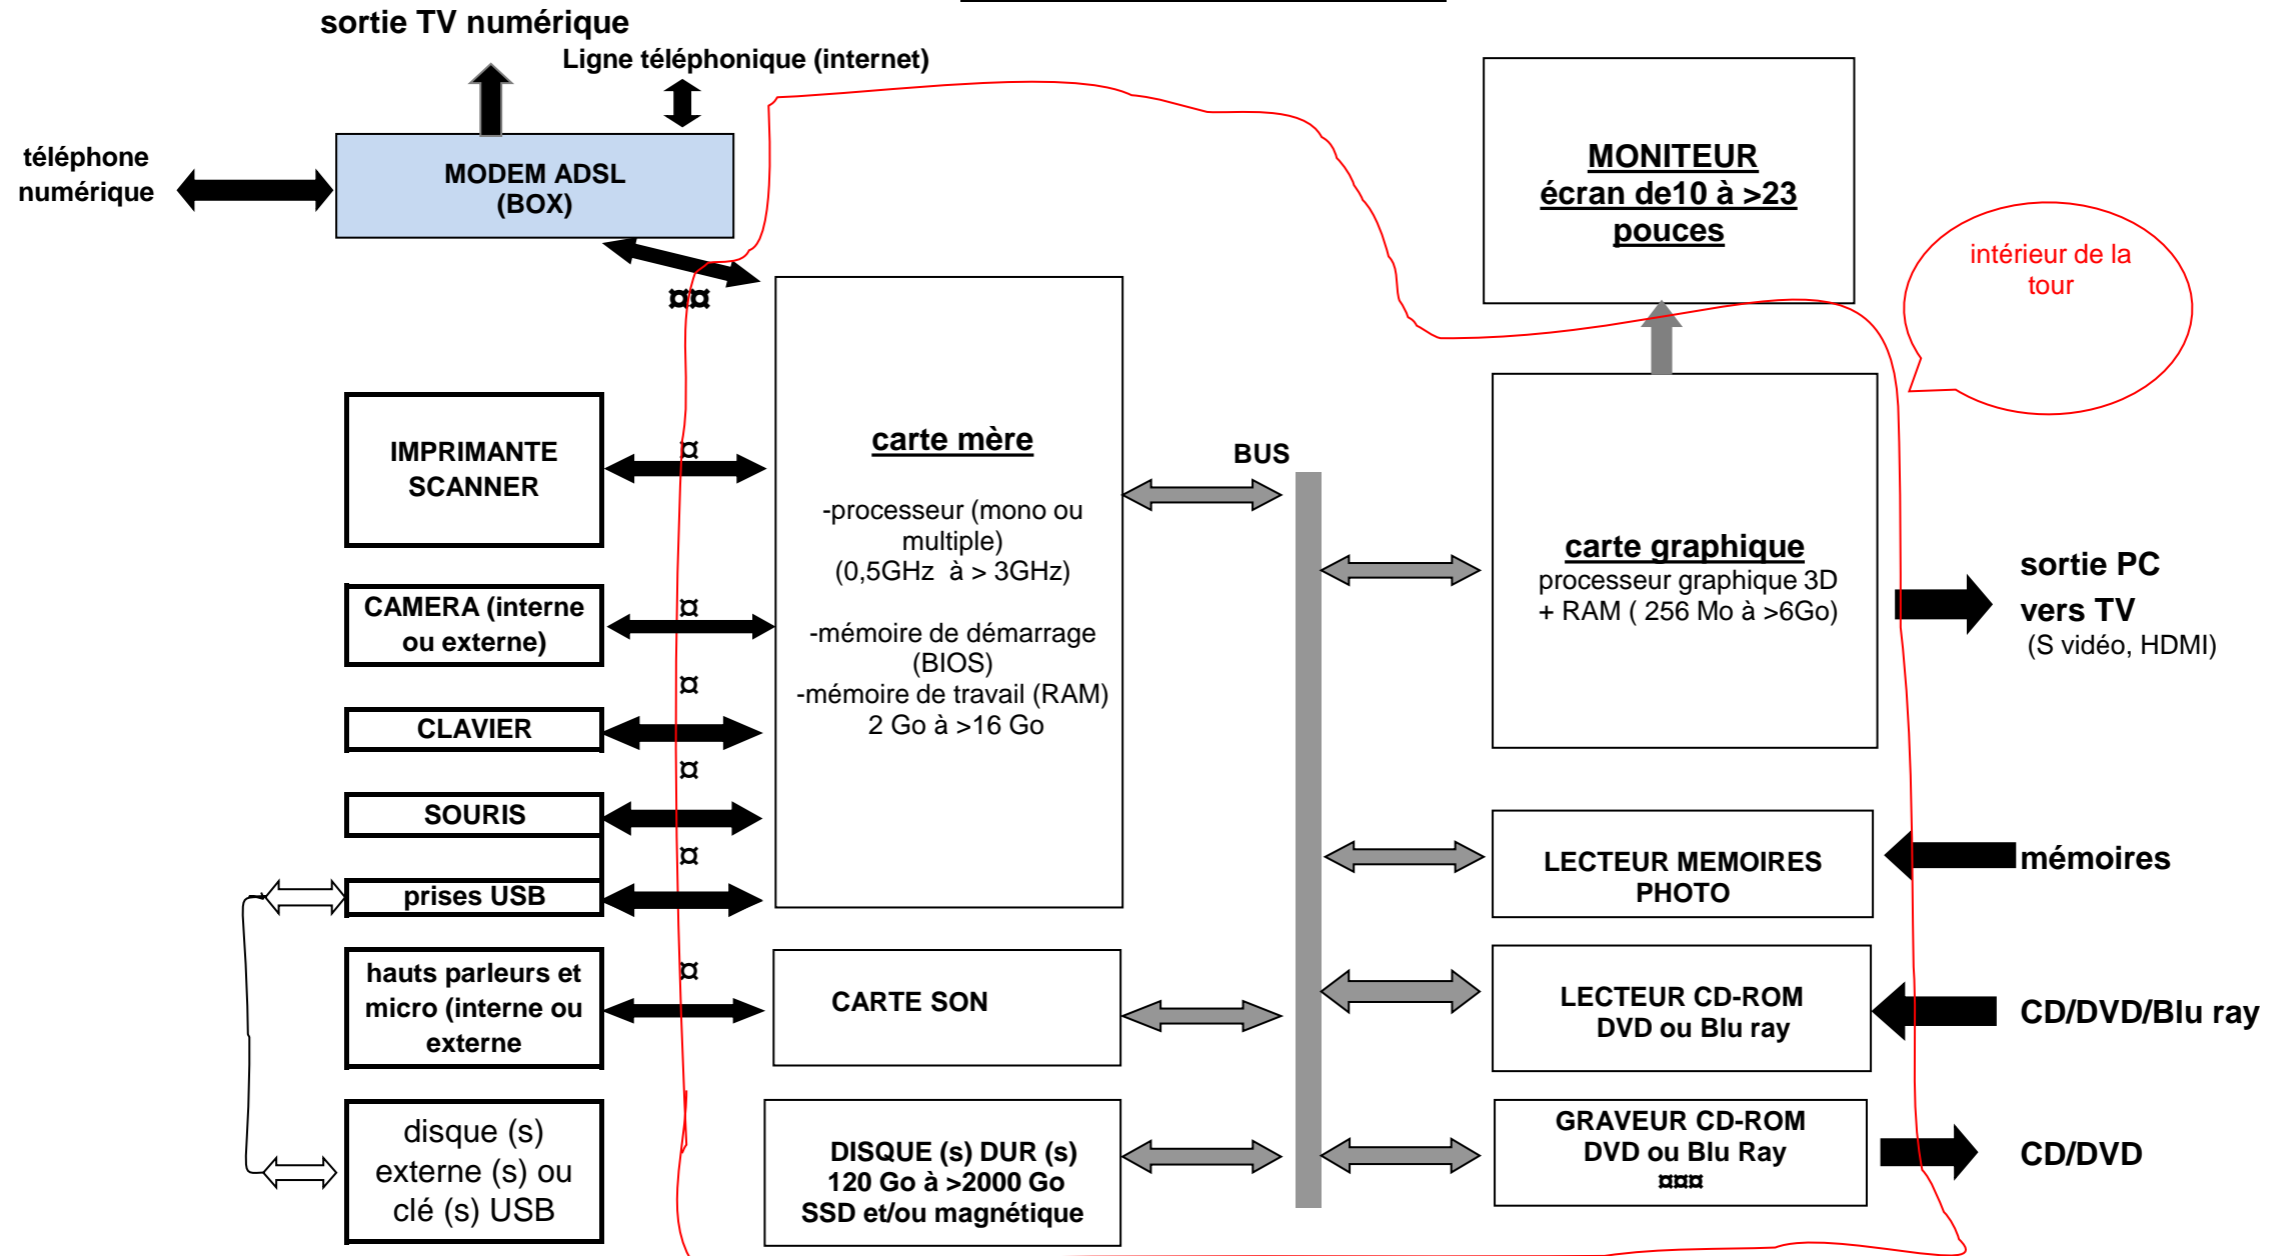 sortie TV numérique
Ligne téléphonique (internet)
téléphone
numérique
MODEM ADSL
(BOX)
¤¤
MONITEUR
écran de10 à >23
pouces
intérieur de la
tour
IMPRIMANTE
SCANNER
¤
CAMERA (interne
ou externe)
¤
¤
CLAVIER
¤
SOURIS
¤
prises USB
hauts parleurs et
micro (interne ou
externe
¤
disque (s)
externe (s) ou
clé (s) USB
carte mère
-processeur (mono ou
multiple)
(0,5GHz à > 3GHz)
-mémoire de démarrage
(BIOS)
-mémoire de travail (RAM)
2 Go à >16 Go
CARTE SON
DISQUE (s) DUR (s)
120 Go à >2000 Go
SSD et/ou magnétique
BUS
carte graphique
processeur graphique 3D
+ RAM ( 256 Mo à >6Go)
sortie PC
vers TV
(S vidéo, HDMI)
LECTEUR MEMOIRES
PHOTO
mémoires
LECTEUR CD-ROM
DVD ou Blu ray
CD/DVD/Blu ray
GRAVEUR CD-ROM
DVD ou Blu Ray
¤¤¤
CD/DVD